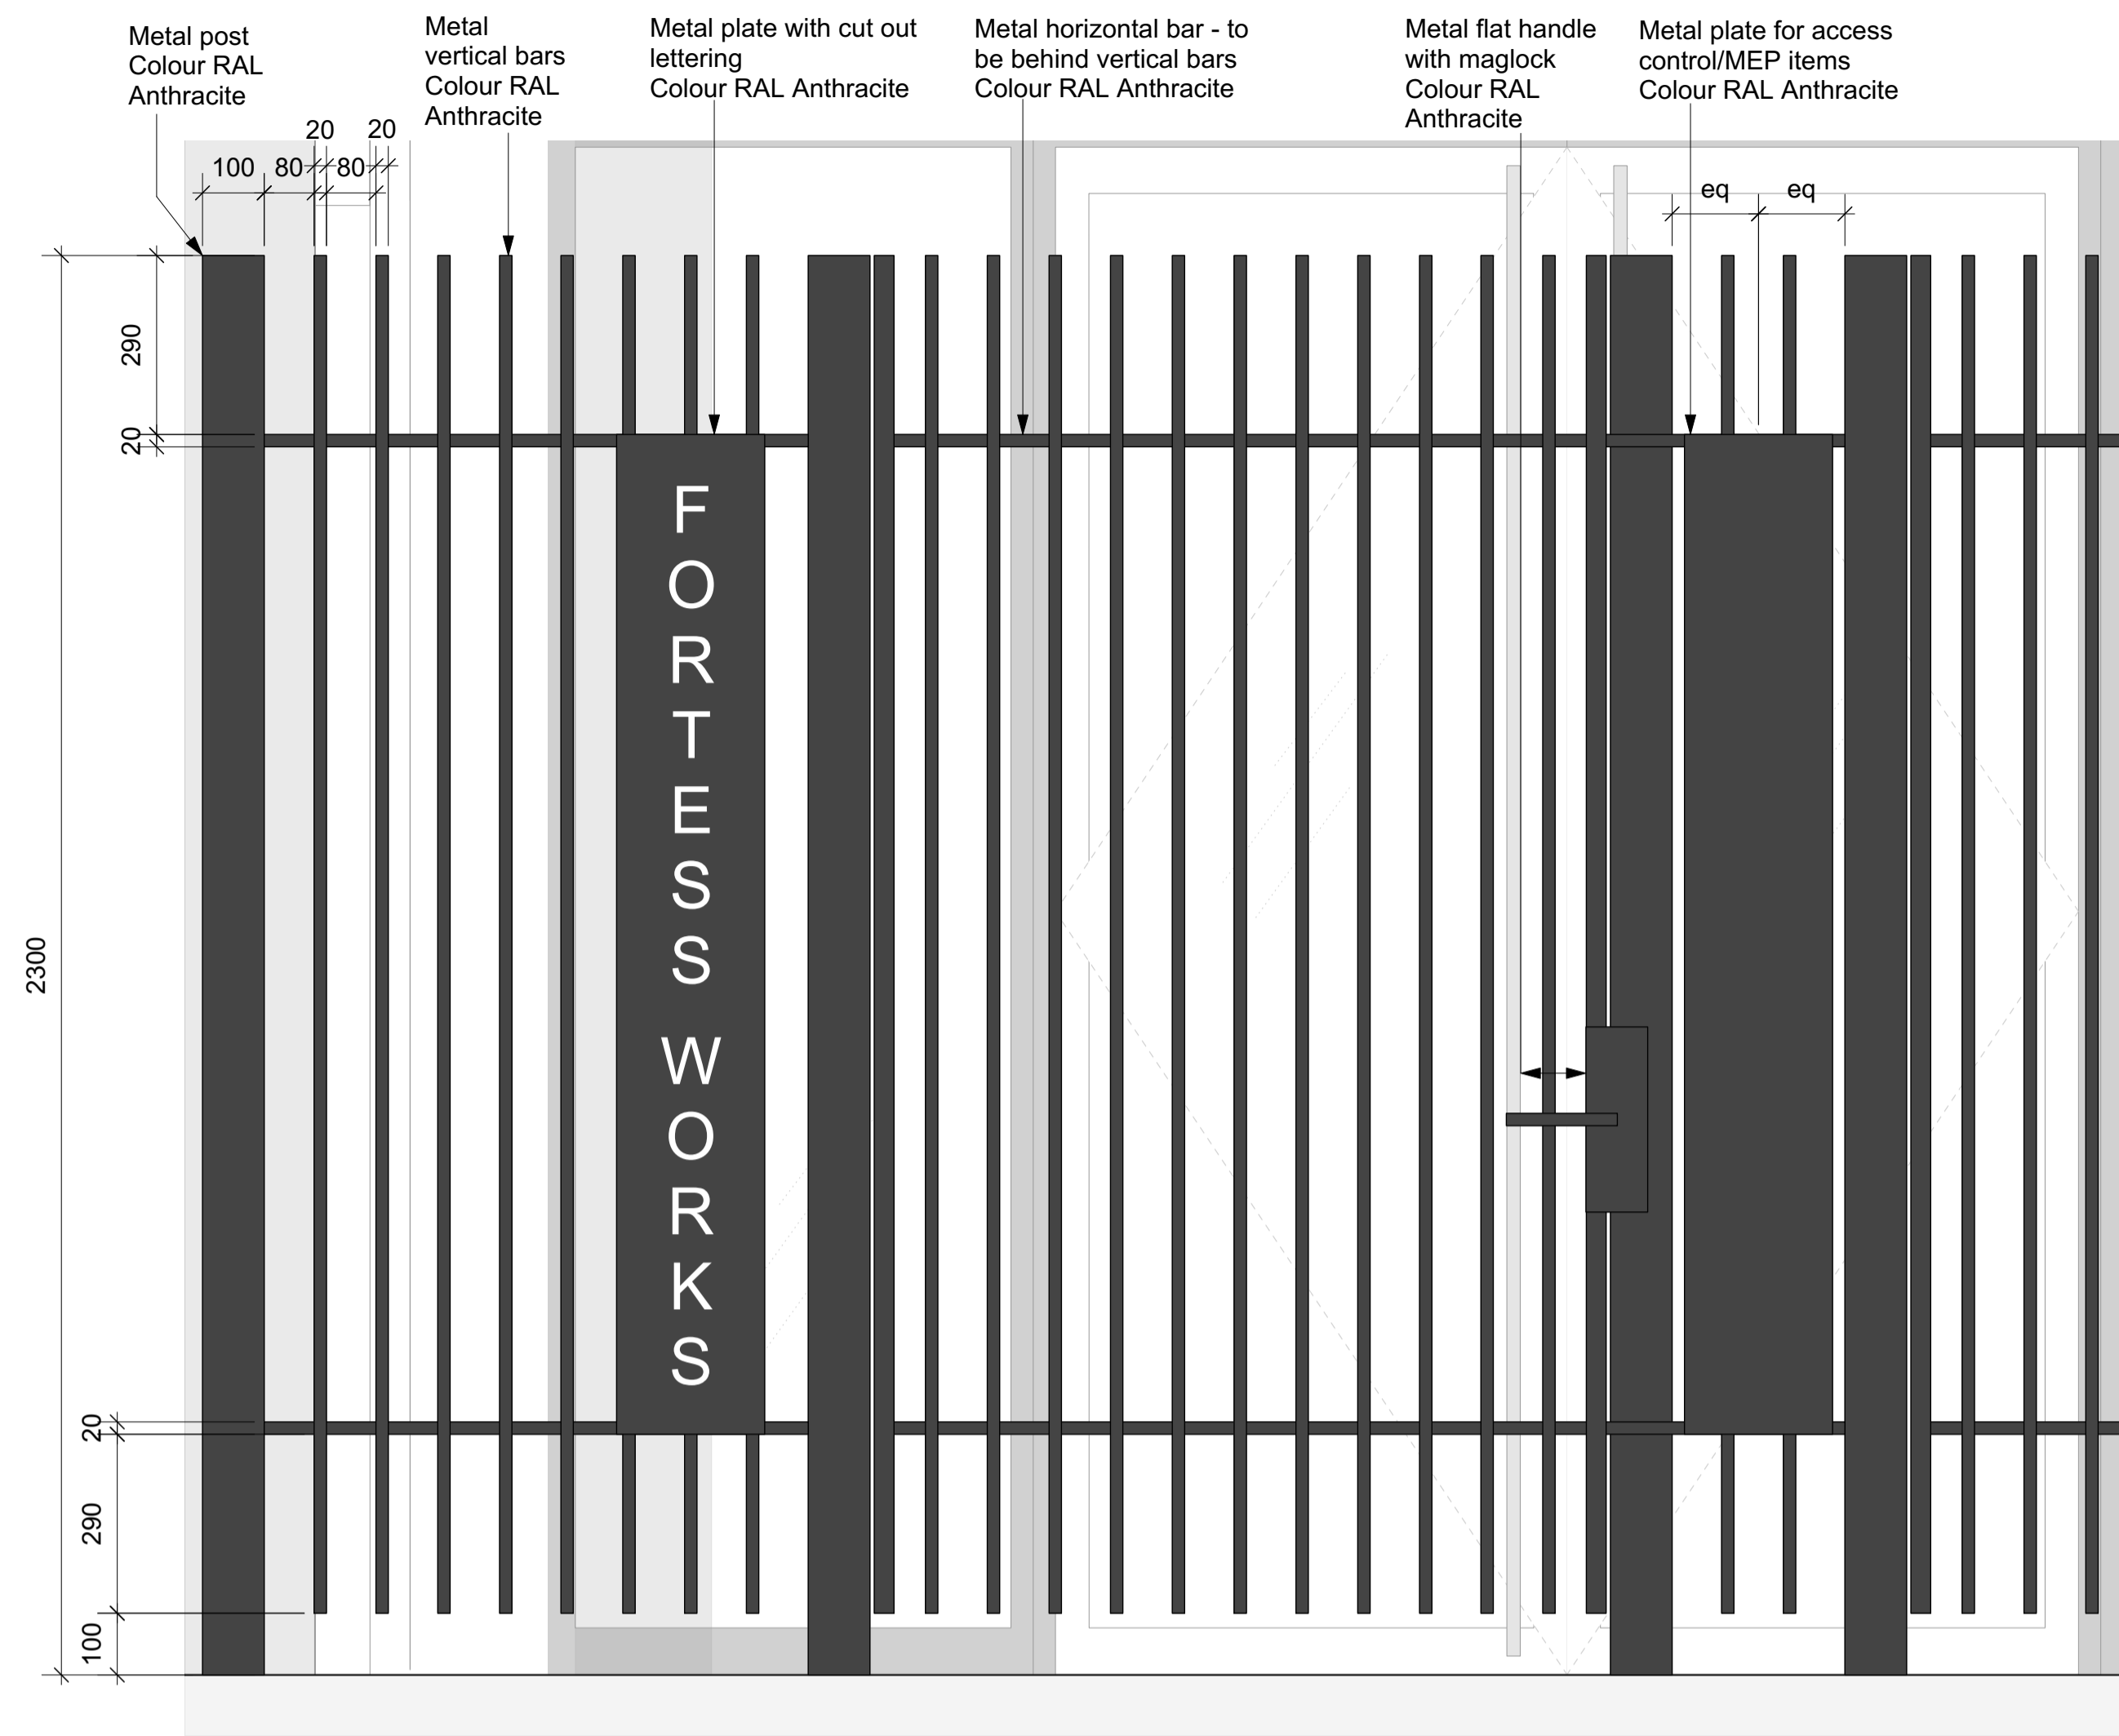 Metal post
Colour RAL
Anthracite
Metal
vertical bars
Colour RAL
Anthracite
Metal plate with cut out
lettering
Colour RAL Anthracite
Metal horizontal bar - to
be behind vertical bars
Colour RAL Anthracite
Metal flat handle
with maglock
Colour RAL
Anthracite
Metal plate for access
control/MEP items
Colour RAL Anthracite
20
20
100
80
80
eq
eq
290
20
2300
20
290
100
F
O
R
T
E
S
S
W
O
R
K
S